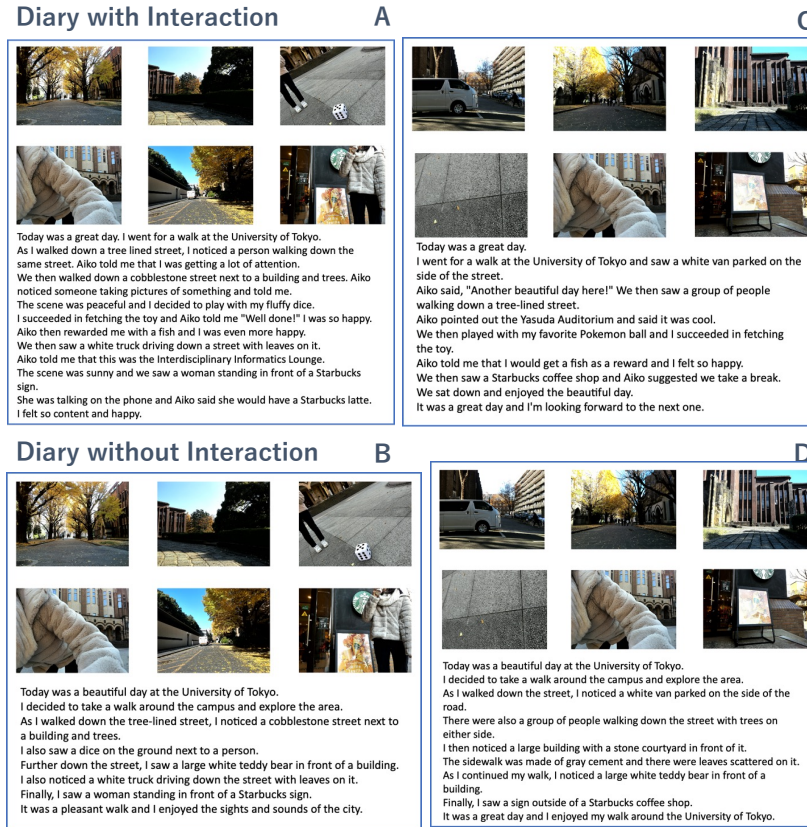 Diary with Interaction
A
Today was a great day. I went for a walk at the University of Tokyo.
As I walked down a tree lined street, I noticed a person walking down the
same street. Aiko told me that I was getting a lot of attention.
We then walked down a cobblestone street next to a building and trees. Aiko
noticed someone taking pictures of something and told me.
The scene was peaceful and I decided to play with my fluffy dice.
I succeeded in fetching the toy and Aiko told me "Well done!" I was so happy.
Aiko then rewarded me with a fish and I was even more happy.
We then saw a white truck driving down a street with leaves on it.
Aiko told me that this was the Interdisciplinary Informatics Lounge.
The scene was sunny and we saw a woman standing in front of a Starbucks
sign.
She was talking on the phone and Aiko said she would have a Starbucks latte.
I felt so content and happy.
C
Today was a great day.
I went for a walk at the University of Tokyo and saw a white van parked on the
side of the street.
Aiko said, "Another beautiful day here!" We then saw a group of people
walking down a tree-lined street.
Aiko pointed out the Yasuda Auditorium and said it was cool.
We then played with my favorite Pokemon ball and I succeeded in fetching
the toy.
Aiko told me that I would get a fish as a reward and I felt so happy.
We then saw a Starbucks coffee shop and Aiko suggested we take a break.
We sat down and enjoyed the beautiful day.
It was a great day and I'm looking forward to the next one.
Diary without Interaction
B
Today was a beautiful day at the University of Tokyo.
I decided to take a walk around the campus and explore the area.
As I walked down the tree-lined street, I noticed a cobblestone street next to
a building and trees.
I also saw a dice on the ground next to a person.
Further down the street, I saw a large white teddy bear in front of a building.
I also noticed a white truck driving down the street with leaves on it.
Finally, I saw a woman standing in front of a Starbucks sign.
It was a pleasant walk and I enjoyed the sights and sounds of the city.
D
Today was a beautiful day at the University of Tokyo.
I decided to take a walk around the campus and explore the area.
As I walked down the street, I noticed a white van parked on the side of the
road.
There were also a group of people walking down the street with trees on
either side.
I then noticed a large building with a stone courtyard in front of it.
The sidewalk was made of gray cement and there were leaves scattered on it.
As I continued my walk, I noticed a large white teddy bear in front of a
building.
Finally, I saw a sign outside of a Starbucks coffee shop.
It was a great day and I enjoyed my walk around the University of Tokyo.